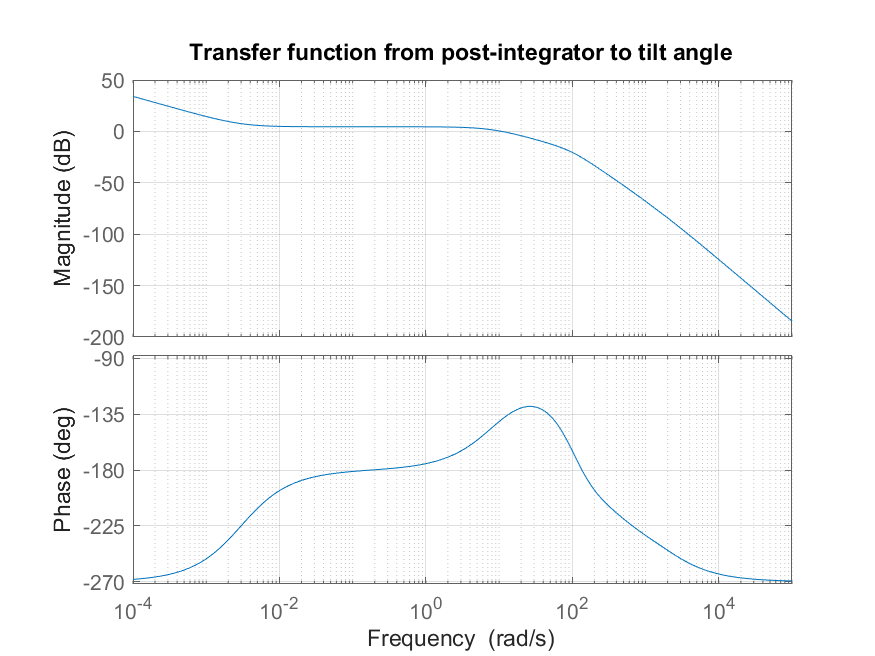 Transfer function from post-integrator to tilt angle
Magnitude (dB)
50
0
-50
-100
-150
-200
Phase (deg)
-90
-135
-180
-225
-270
10^-4 10^-2 10^0 10^2 10^4
Frequency (rad/s)